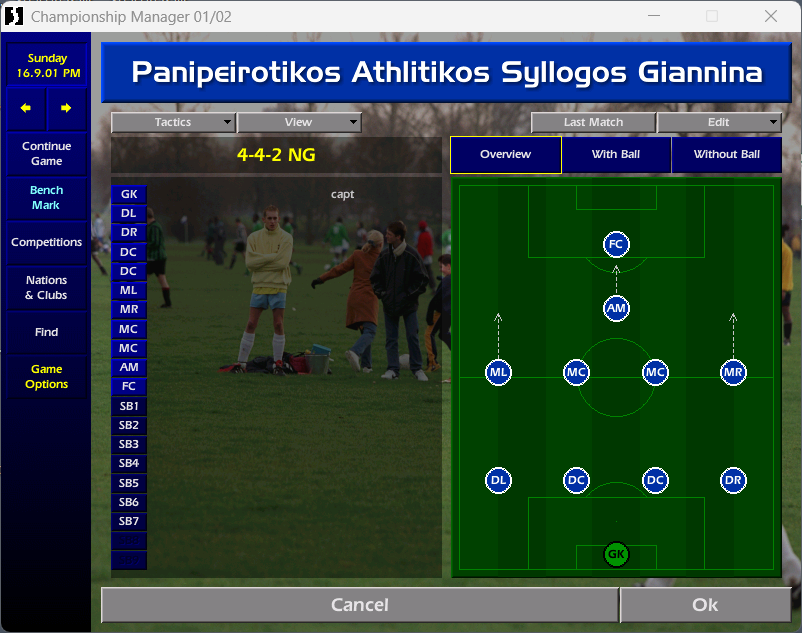 Championship Manager 01/02
Sunday
16.9.01 PM
Continue
Game
Bench
Mark
Competitions
Nations
& Clubs
Find
Game
Options
Panipeirotikos Athlitikos Syllogos Giannina
Tactics
View
Last Match
Edit
4-4-2 NG
Overview
With Ball
Without Ball
GK
capt
DL
DR
DC
DC
ML
MR
MC
MC
AM
FC
SB1
SB2
SB3
SB4
SB5
SB6
SB7
FC
AM
ML MC MC MR
DL DC DC DR
GK
Cancel
Ok